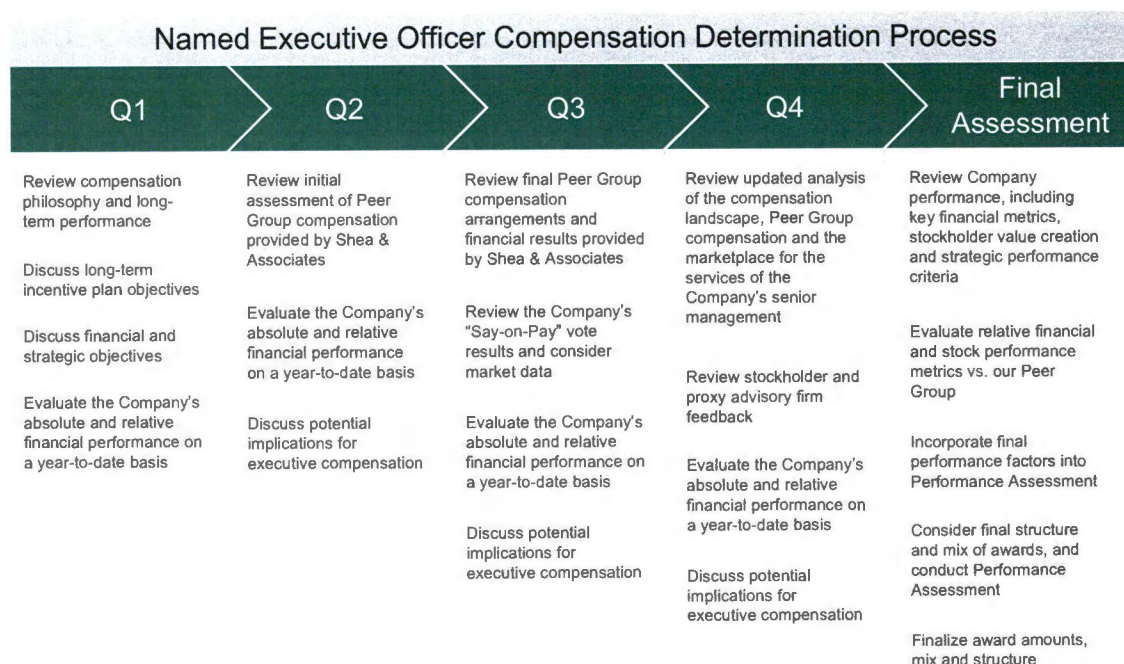 Named Executive Officer Compensation Determination Process
Q1
Q2
Q3
Q4
Final
Assessment
Review compensation
philosophy and long-
term performance
Discuss long-term
incentive plan objectives
Discuss financial and
strategic objectives
Evaluate the Company's
absolute and relative
financial performance on
a year-to-date basis
Review initial
assessment of Peer
Group compensation
provided by Shea &
Associates
Evaluate the Company's
absolute and relative
financial performance
on a year-to-date basis
Discuss potential
implications for
executive compensation
Review final Peer Group
compensation
arrangements and
financial results provided
by Shea & Associates
Review the Company's
"Say-on-Pay" vote
results and consider
market data
Evaluate the Company's
absolute and relative
financial performance on
a year-to-date basis
Discuss potential
implications for
executive compensation
Review updated analysis
of the compensation
landscape, Peer Group
compensation and the
marketplace for the
services of the
Company's senior
management
Review stockholder and
proxy advisory firm
feedback
Evaluate the Company's
absolute and relative
financial performance on
a year-to-date basis
Discuss potential
implications for
executive compensation
Review Company
performance, including
key financial metrics,
stockholder value creation
and strategic performance
criteria
Evaluate relative financial
and stock performance
metrics vs. our Peer
Group
Incorporate final
performance factors into
Performance Assessment
Consider final structure
and mix of awards, and
conduct Performance
Assessment
Finalize award amounts,
mix and structure